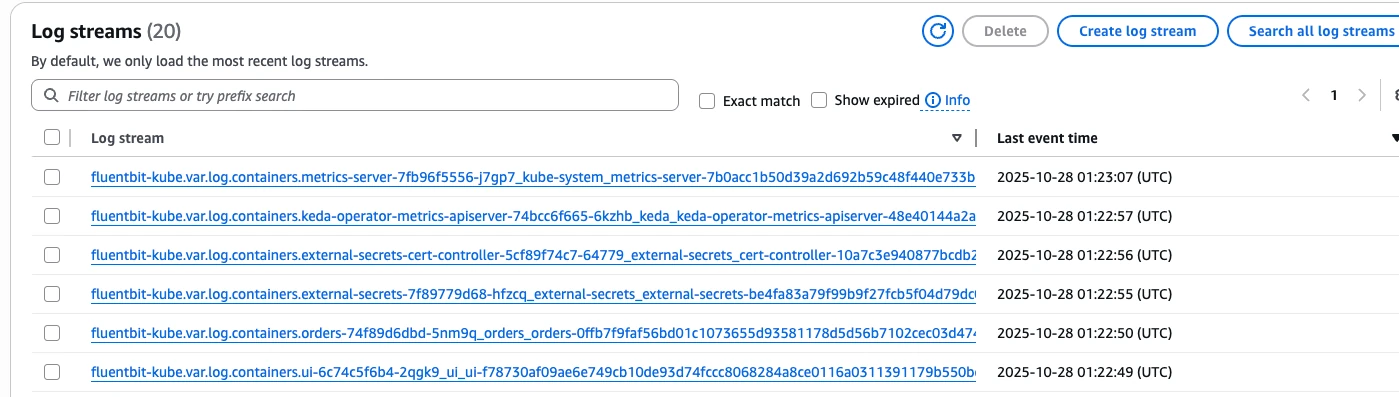 Log streams (20)
Delete
Create log stream
Search all log streams
By default, we only load the most recent log streams.
Filter log streams or try prefix search
Exact match
Show expired
Info
1
Log stream
Last event time
fluentbit-kube.var.log.containers.metrics-server-7fb96f5556-j7gp7_kube-system_metrics-server-7b0acc1b50d39a2d692b59c48f440e733b 2025-10-28 01:23:07 (UTC)
fluentbit-kube.var.log.containers.keda-operator-metrics-apiserver-74bcc6f665-6kzhb_keda_keda-operator-metrics-apiserver-48e40144a2a 2025-10-28 01:22:57 (UTC)
fluentbit-kube.var.log.containers.external-secrets-cert-controller-5cf89f74c7-64779_external-secrets_cert-controller-10a7c3e940877bcdb2 2025-10-28 01:22:56 (UTC)
fluentbit-kube.var.log.containers.external-secrets-7f89779d68-hfzcq_external-secrets_external-secrets-be4fa83a79f99b9f27fcb5f04d79dc 2025-10-28 01:22:55 (UTC)
fluentbit-kube.var.log.containers.orders-74f89d6dbd-5nm9q_orders_orders-0ffb7f9faf56bd01c1073655d93581178d5d56b7102cec03d474 2025-10-28 01:22:50 (UTC)
fluentbit-kube.var.log.containers.ui-6c74c5f6b4-2qgk9_ui_ui-f78730af09ae6e749cb10de93d74fccc8068284a8ce0116a0311391179b550b 2025-10-28 01:22:49 (UTC)